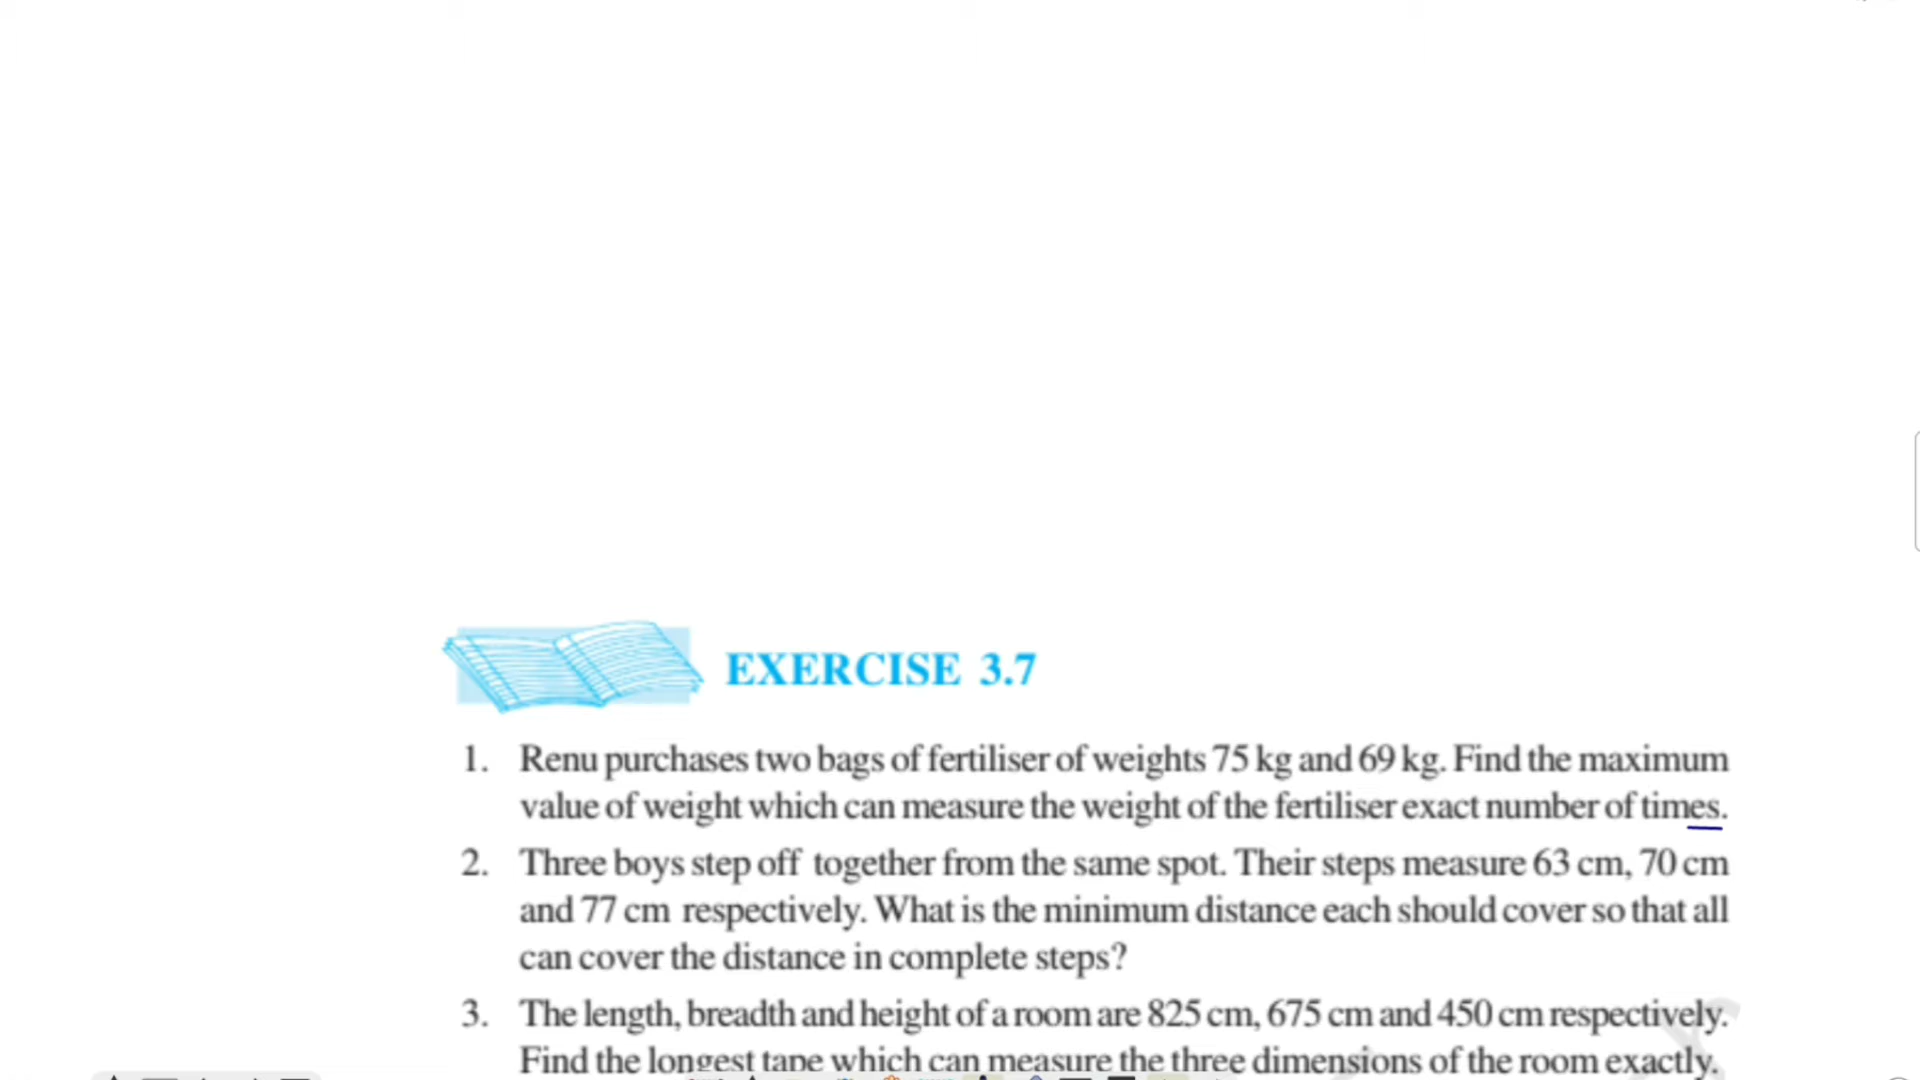 EXERCISE 3.7
1. Renu purchases two bags of fertiliser of weights 75 kg and 69 kg. Find the maximum
value of weight which can measure the weight of the fertiliser exact number of times.
2. Three boys step off together from the same spot. Their steps measure 63 cm, 70 cm
and 77 cm respectively. What is the minimum distance each should cover so that all
can cover the distance in complete steps?
3. The length, breadth and height of a room are 825 cm, 675 cm and 450 cm respectively.
Find the longest tape which can measure the three dimensions of the room exactly.